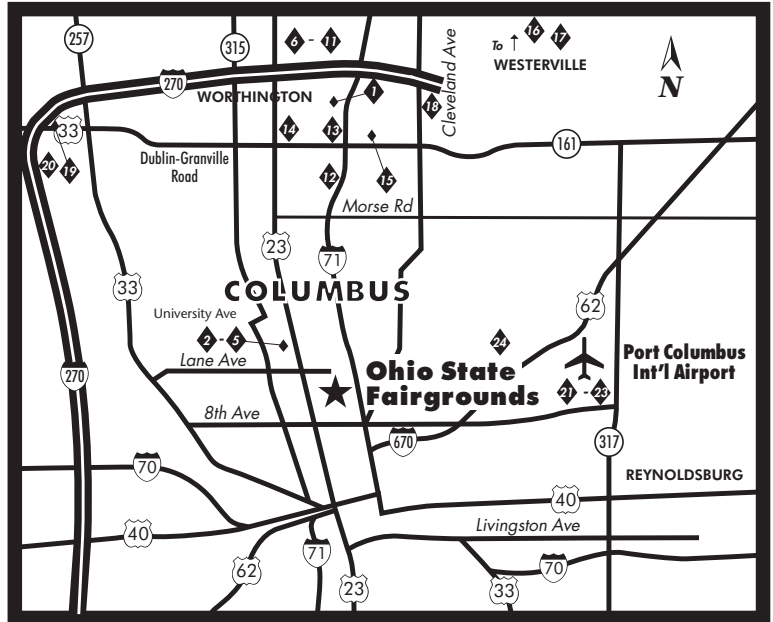 257
315
6 - 11
To ↑ 16 17
WESTERVILLE
Cleveland Ave
N
270
WORTHINGTON
1
18
33
14
13
161
20 19
Dublin-Granville
Road
12
15
Morse Rd
23
71
COLUMBUS
33
62
University Ave
2 - 5
24
Lane Ave
Port Columbus
Int'l Airport
270
Ohio State
Fairgrounds
21 - 23
8th Ave
670
317
70
REYNOLDSBURG
40
40
Livingston Ave
71
62
70
23
33